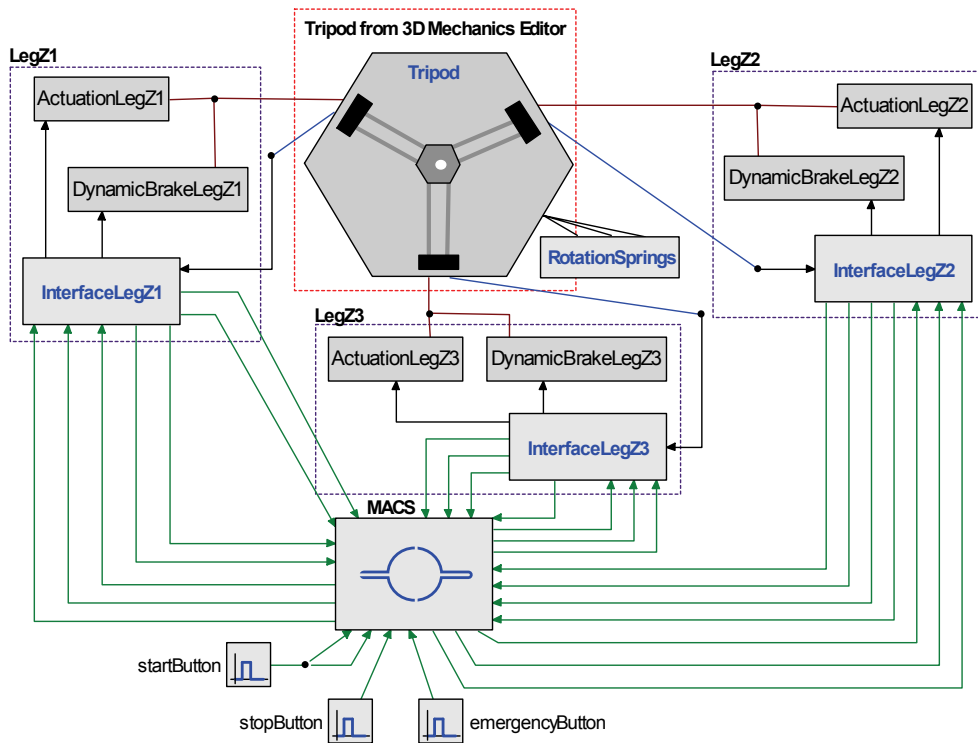 Tripod from 3D Mechanics Editor
LegZ1
LegZ2
Tripod
ActuationLegZ1
ActuationLegZ2
DynamicBrakeLegZ1
DynamicBrakeLegZ2
RotationSprings
InterfaceLegZ1
InterfaceLegZ2
LegZ3
ActuationLegZ3
DynamicBrakeLegZ3
InterfaceLegZ3
MACS
startButton
stopButton
emergencyButton